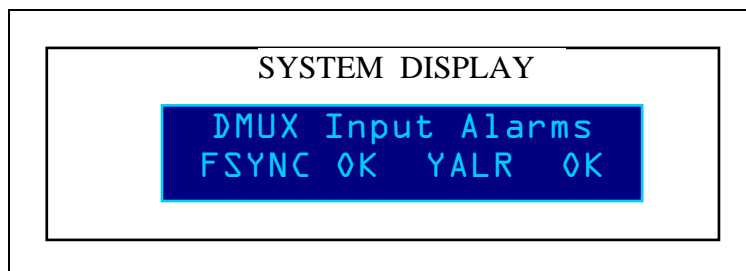 SYSTEM DISPLAY
DMUX Input Alarms
FSYNC OK YALR OK